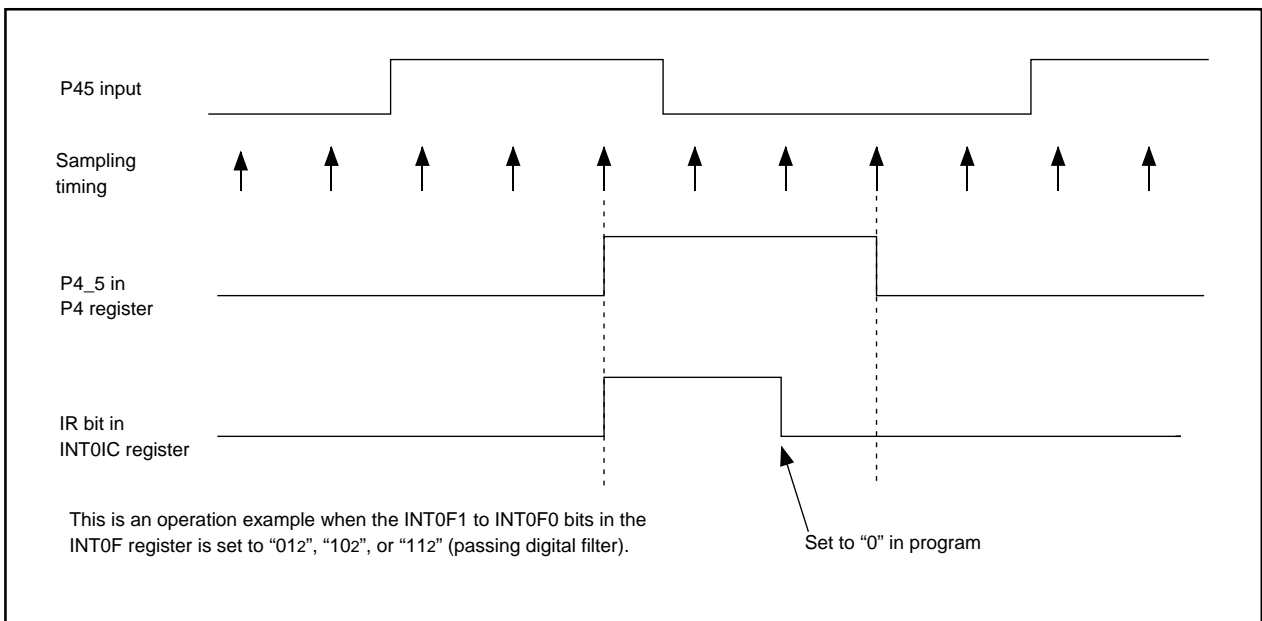 P45 input
Sampling
timing
P4_5 in
P4 register
IR bit in
INT0IC register
This is an operation example when the INT0F1 to INT0F0 bits in the
INT0F register is set to “012”, “102”, or “112” (passing digital filter).
Set to “0” in program